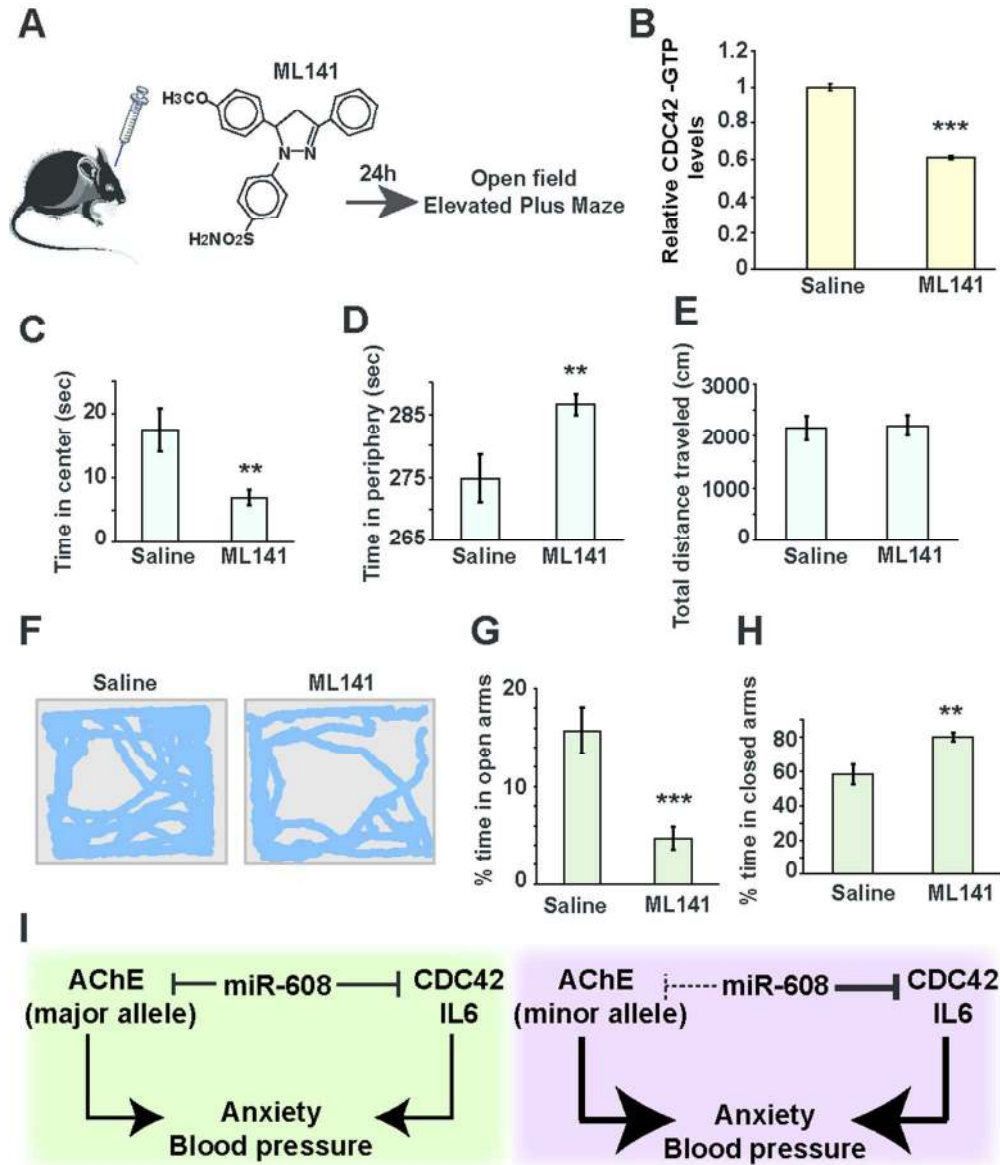 A
ML141
H3CO
N
N
H2NO2S
24h
Open field
Elevated Plus Maze
B
Relative CDC42 -GTP
levels
1.2
1
0.8
0.6
0.4
0.2
0
***
Saline
ML141
C
Time in center (sec)
20
10
0
**
Saline
ML141
D
Time in periphery (sec)
285
275
265
**
Saline
ML141
E
Total distance traveled (cm)
3000
2000
1000
0
Saline
ML141
F
Saline
ML141
G
% time in open arms
20
10
0
***
Saline
ML141
H
% time in closed arms
80
60
40
20
0
**
Saline
ML141
I
AChE
(major allele)
miR-608
CDC42
IL6
Anxiety
Blood pressure
AChE
(minor allele)
miR-608
CDC42
IL6
Anxiety
Blood pressure